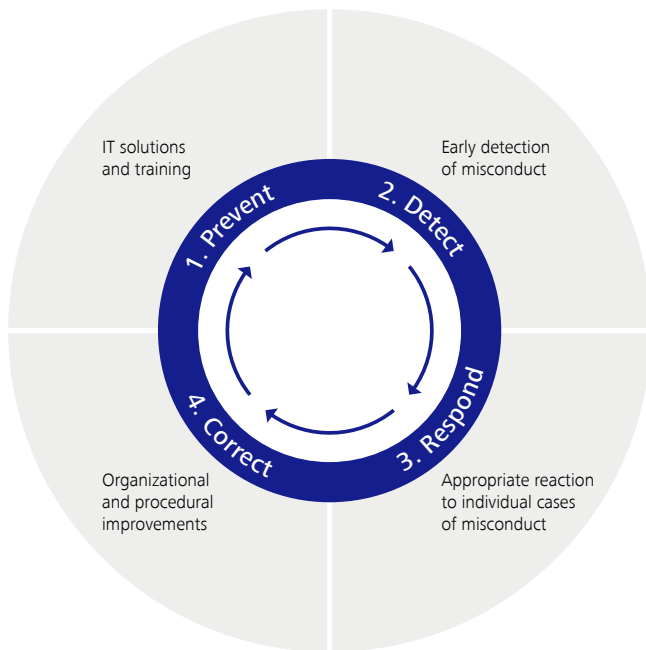 IT solutions
and training
1. Prevent
2. Detect
Early detection
of misconduct
3. Respond
Appropriate reaction
to individual cases
of misconduct
4. Correct
Organizational
and procedural
improvements